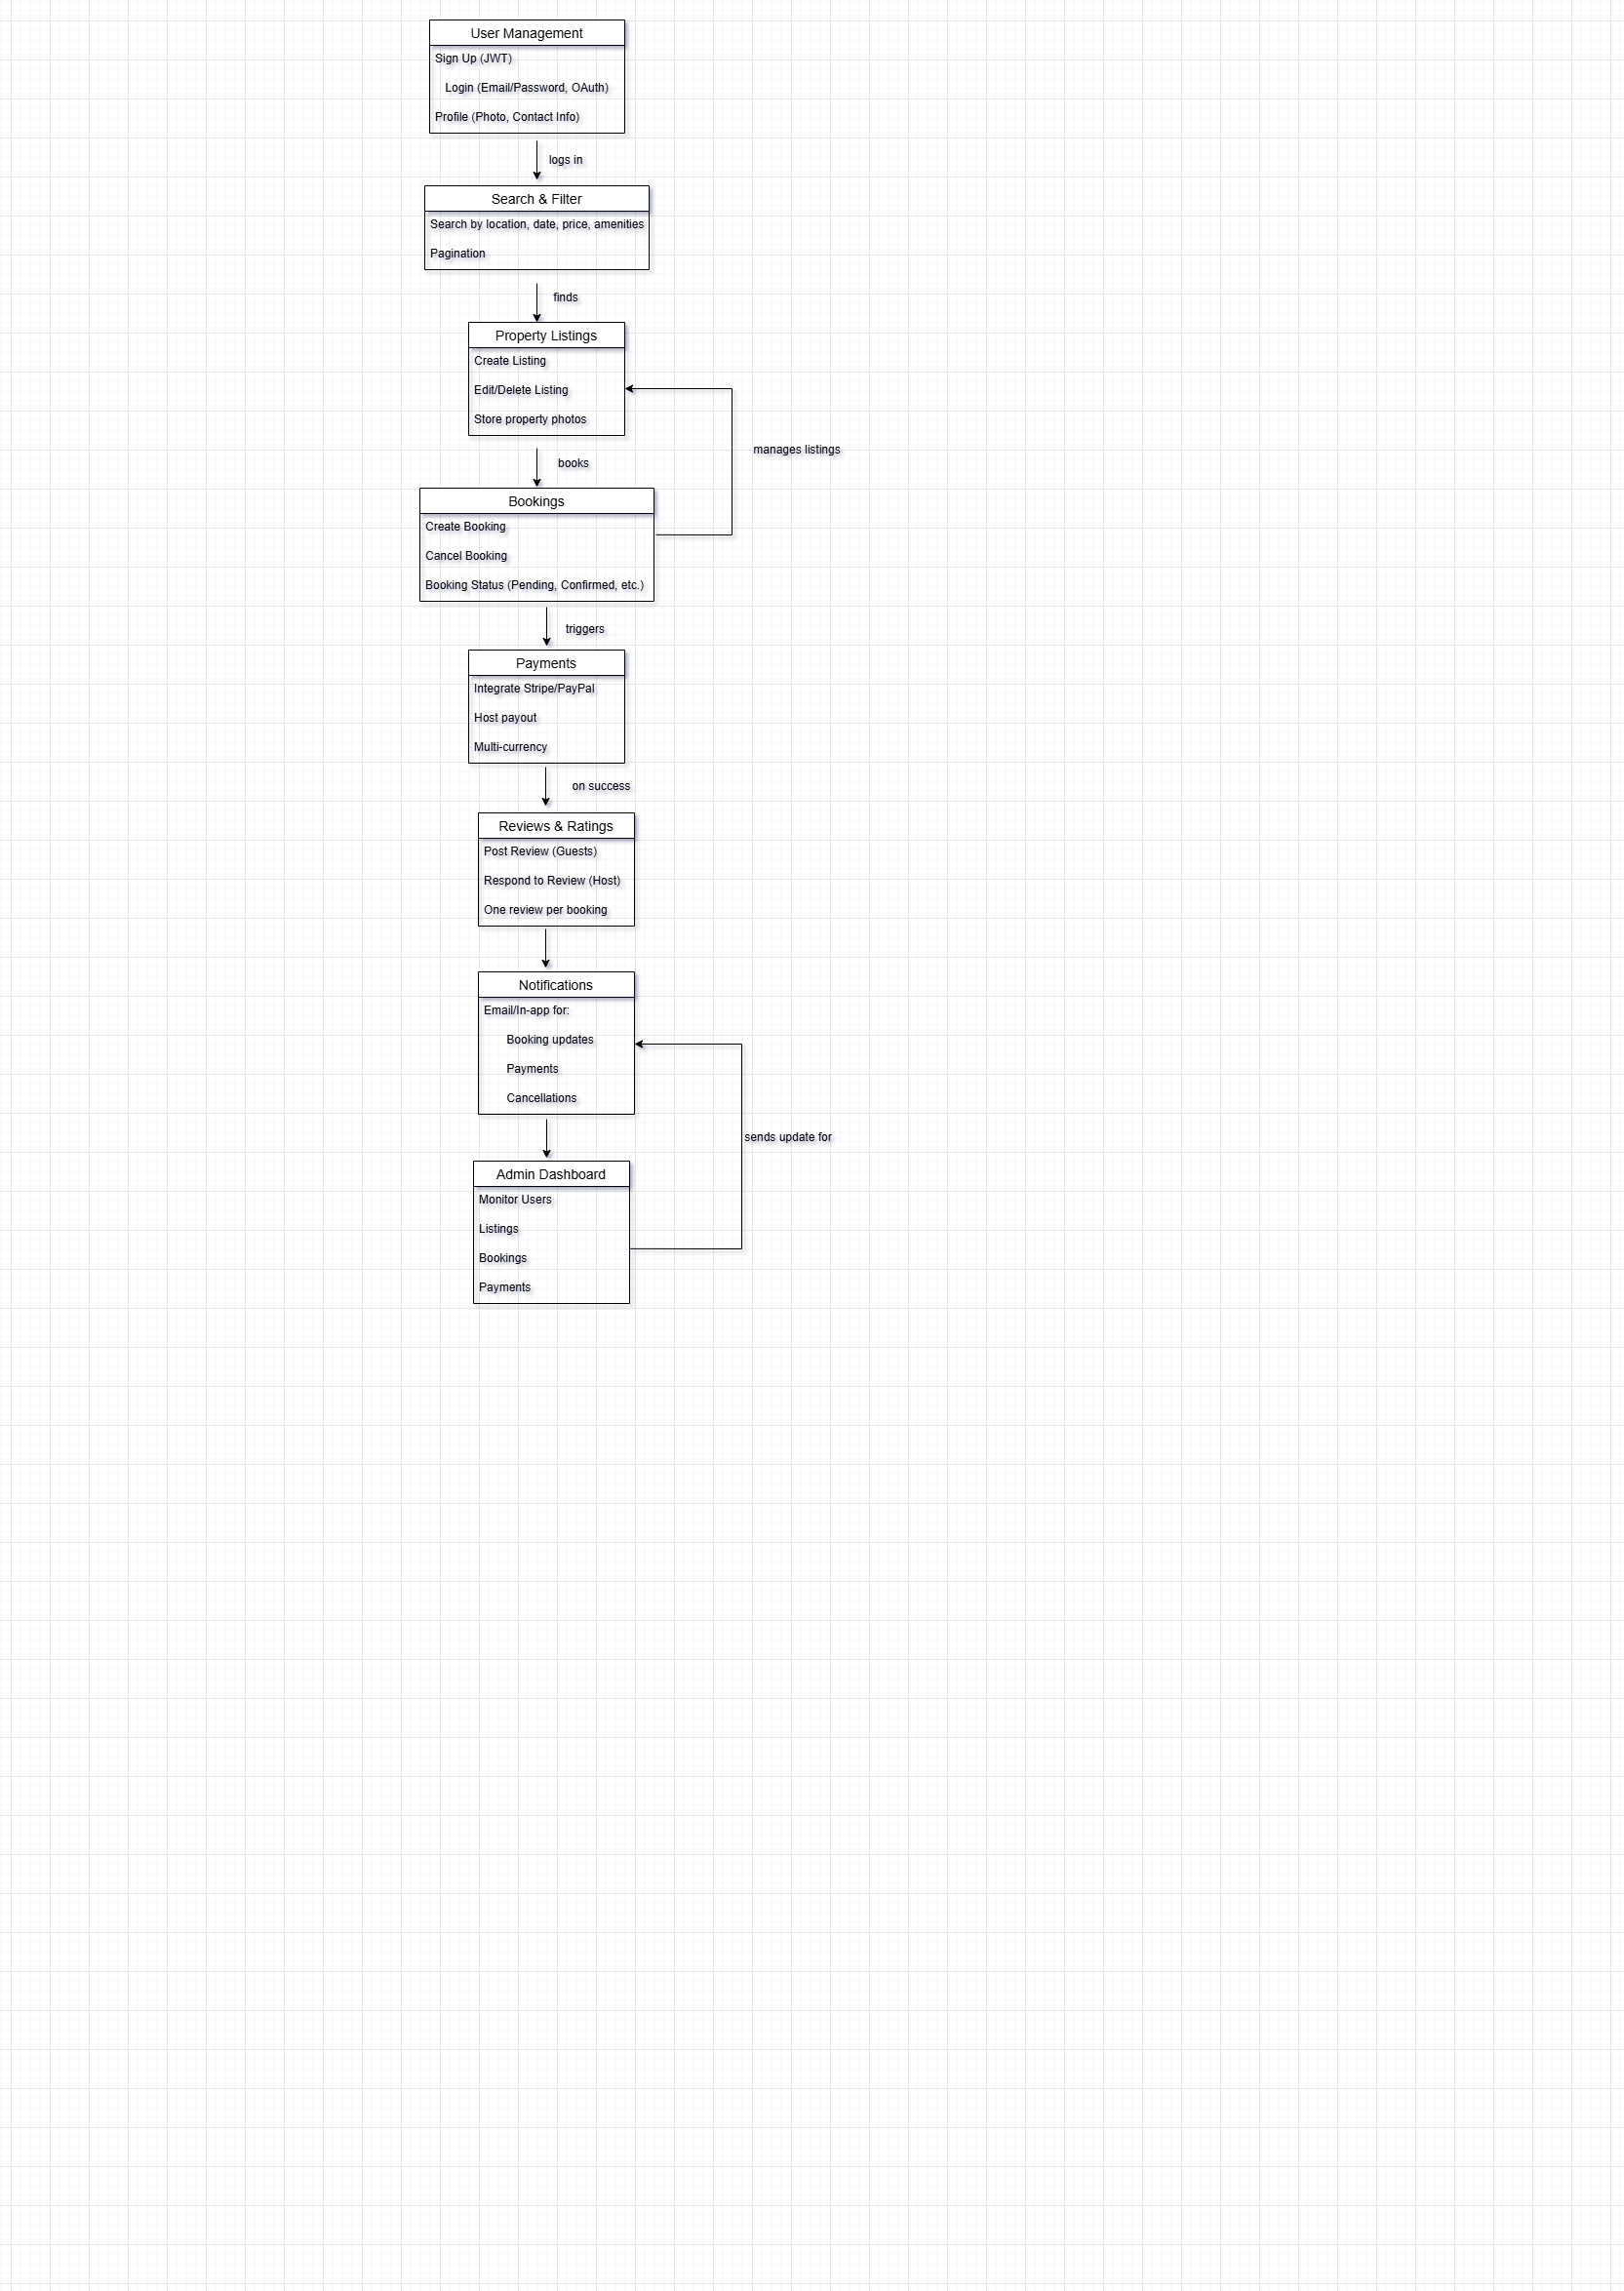 User Management
Sign Up (JWT)
Login (Email/Password, OAuth)
Profile (Photo, Contact Info)
logs in
Search & Filter
Search by location, date, price, amenities
Pagination
finds
Property Listings
Create Listing
Edit/Delete Listing
Store property photos
manages listings
books
Bookings
Create Booking
Cancel Booking
Booking Status (Pending, Confirmed, etc.)
triggers
Payments
Integrate Stripe/PayPal
Host payout
Multi-currency
on success
Reviews & Ratings
Post Review (Guests)
Respond to Review (Host)
One review per booking
Notifications
Email/In-app for:
Booking updates
Payments
Cancellations
sends update for
Admin Dashboard
Monitor Users
Listings
Bookings
Payments